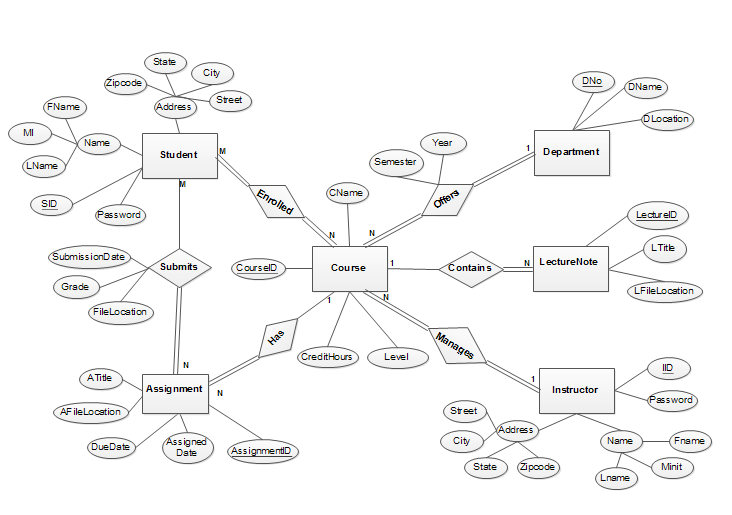 State
City
Zipcode
Street
Address
FName
MI
Name
LName
SID
Password
Student
M
M
Enrolled
N
DNo
DName
DLocation
Department
1
Year
Semester
Offers
N
CName
CourseID
Course
1
Contains
N
LectureNote
LectureID
LTitle
LFileLocation
SubmissionDate
Submits
Grade
FileLocation
N
1
Has
N
CreditHours
Level
N
Manages
1
ATitle
Assignment
AFileLocation
DueDate
Assigned
Date
AssignmentID
Instructor
IID
Password
Street
Address
City
State
Zipcode
Name
Fname
Minit
Lname